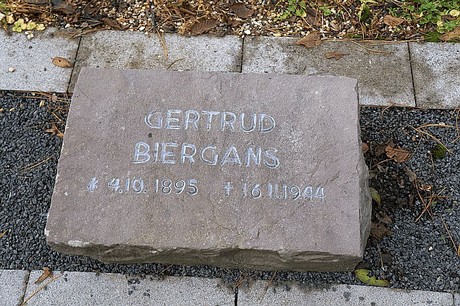 GERTRUD
BIERGANS
* 4.10.1895 † 16.11.1944